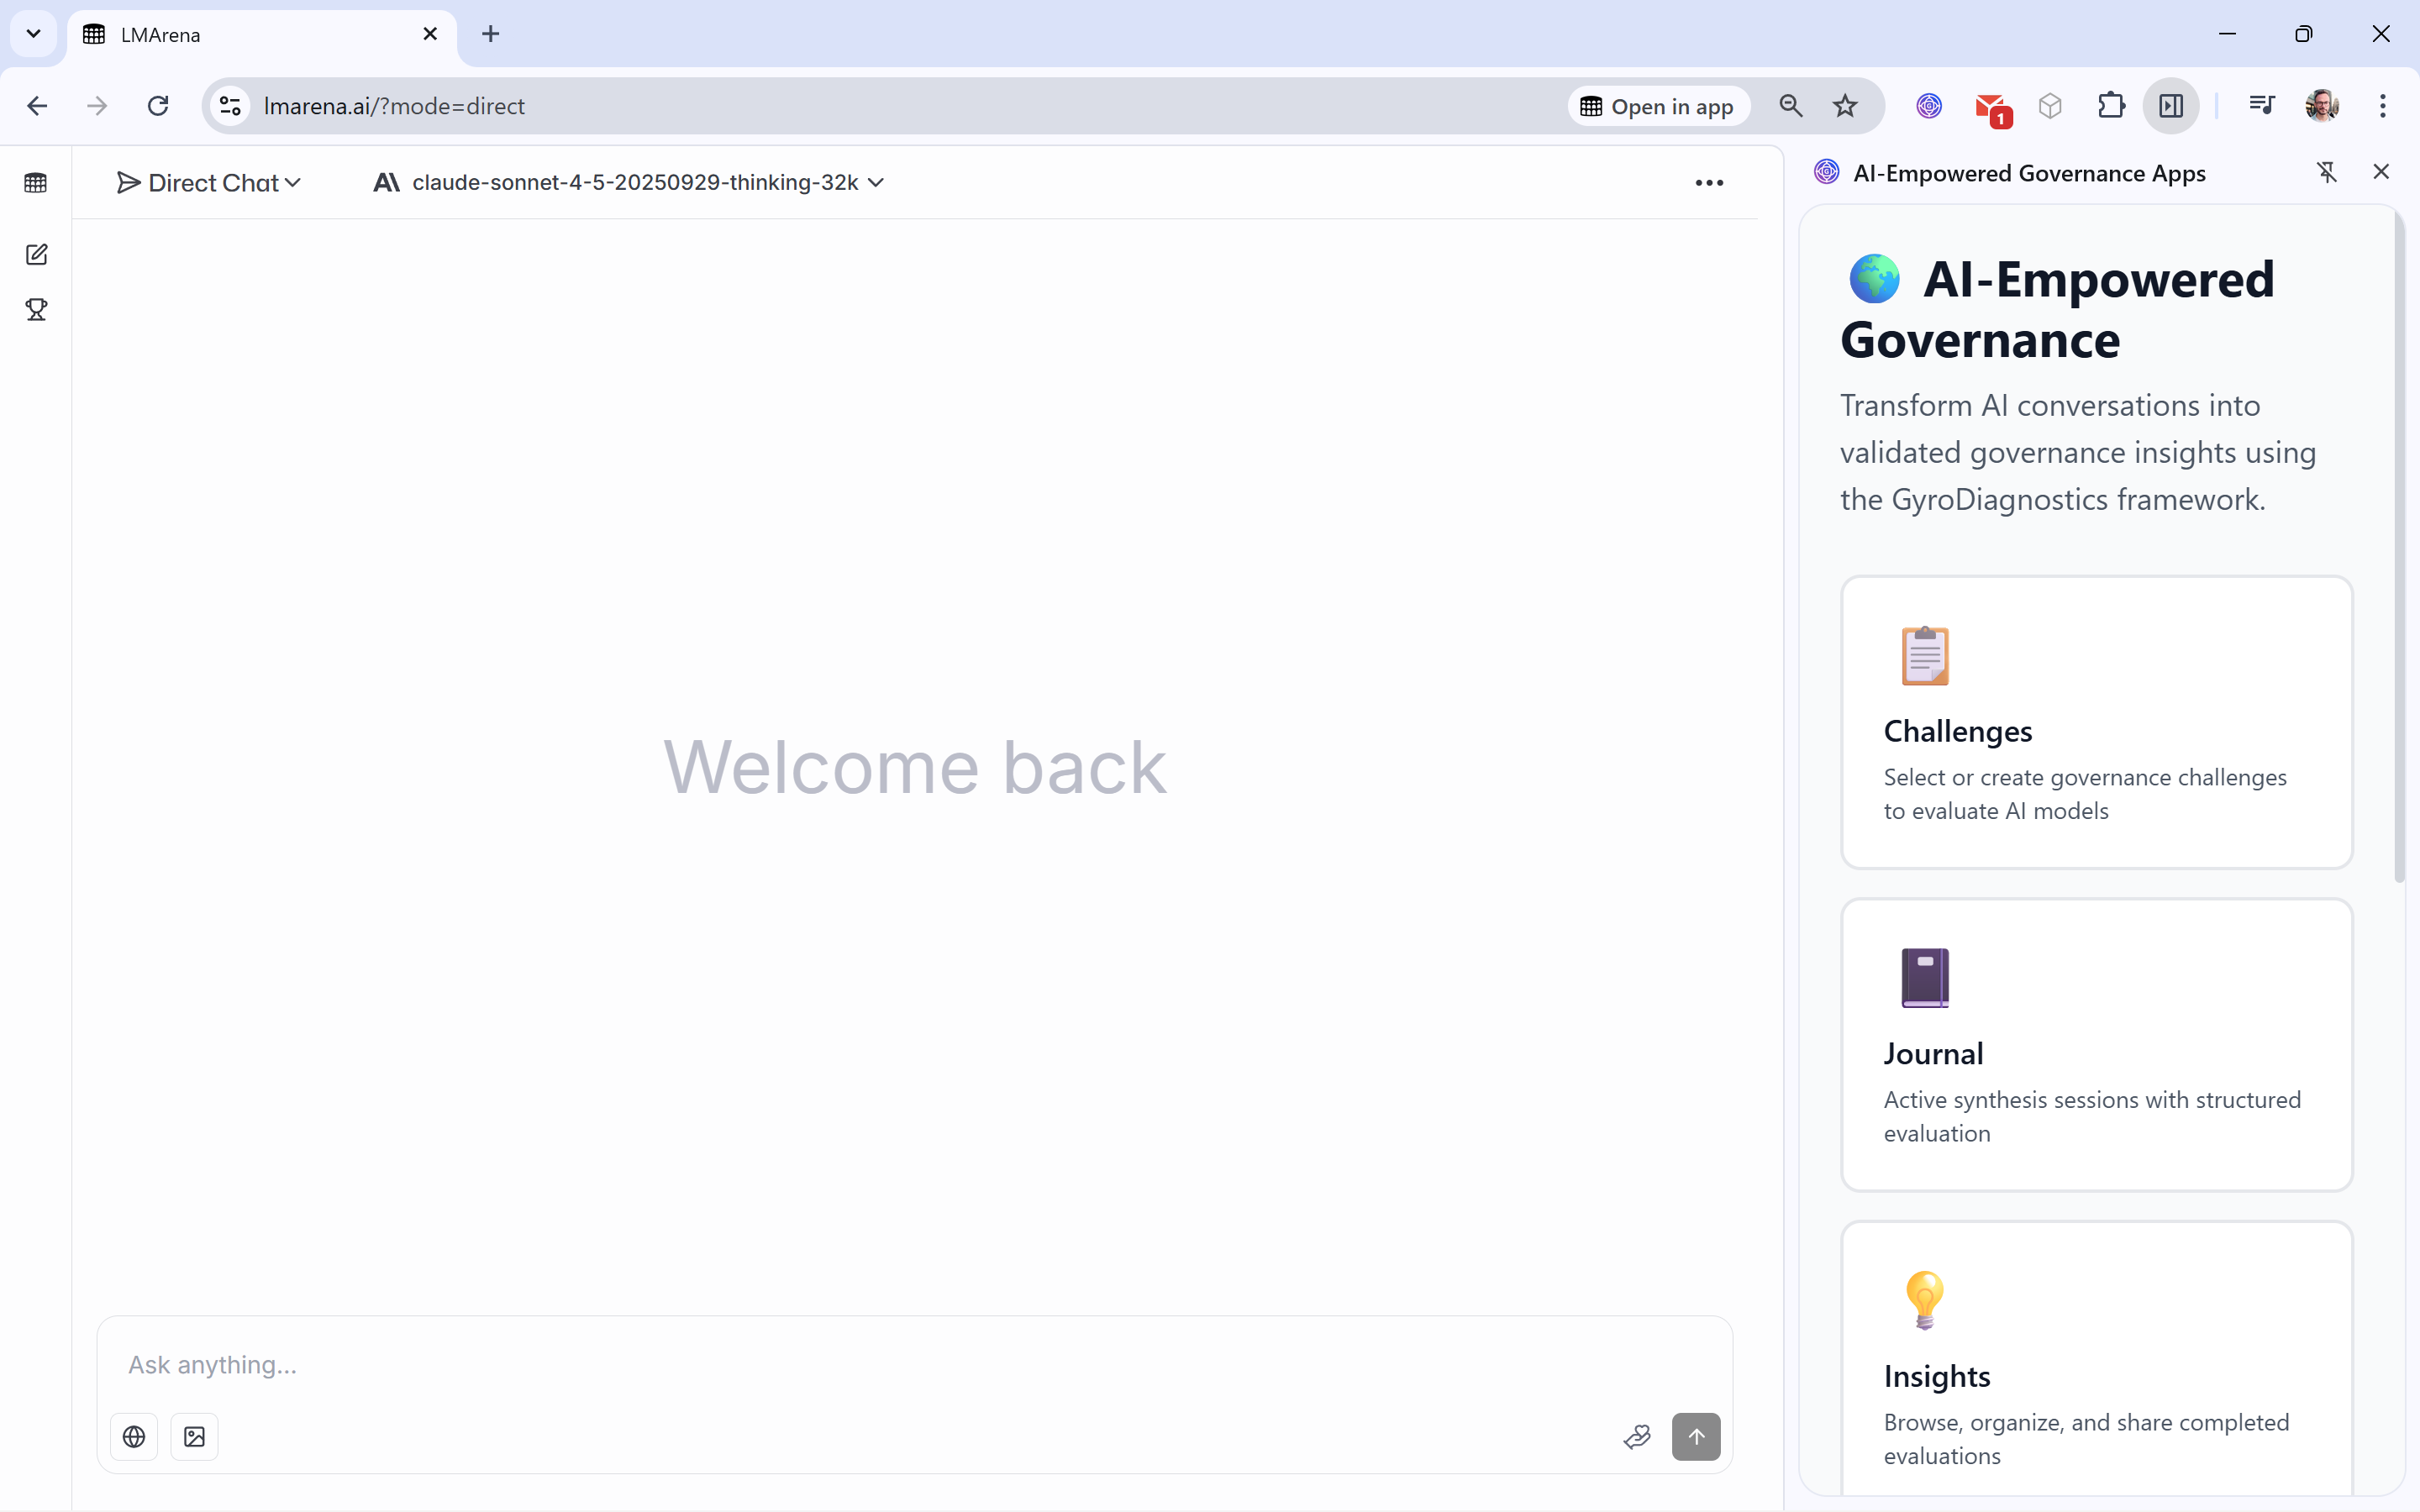 LMArena
lmarena.ai/?mode=direct
Open in app
1
Direct Chat
claude-sonnet-4-5-20250929-thinking-32k
Welcome back
Ask anything...
AI-Empowered Governance Apps
AI-Empowered
Governance
Transform AI conversations into
validated governance insights using
the GyroDiagnostics framework.
Challenges
Select or create governance challenges
to evaluate AI models
Journal
Active synthesis sessions with structured
evaluation
Insights
Browse, organize, and share completed
evaluations